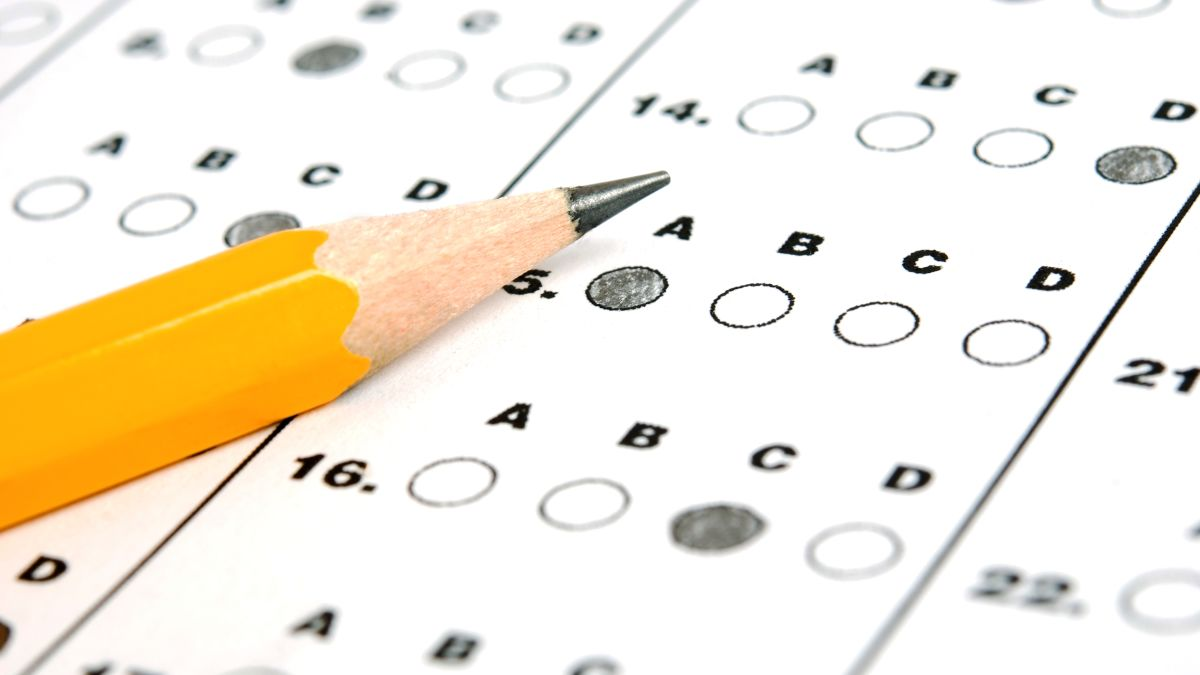 A B C D
A B C D
D
14. A B C D
5. A B C D
16. A B C D
A B C
21
22.